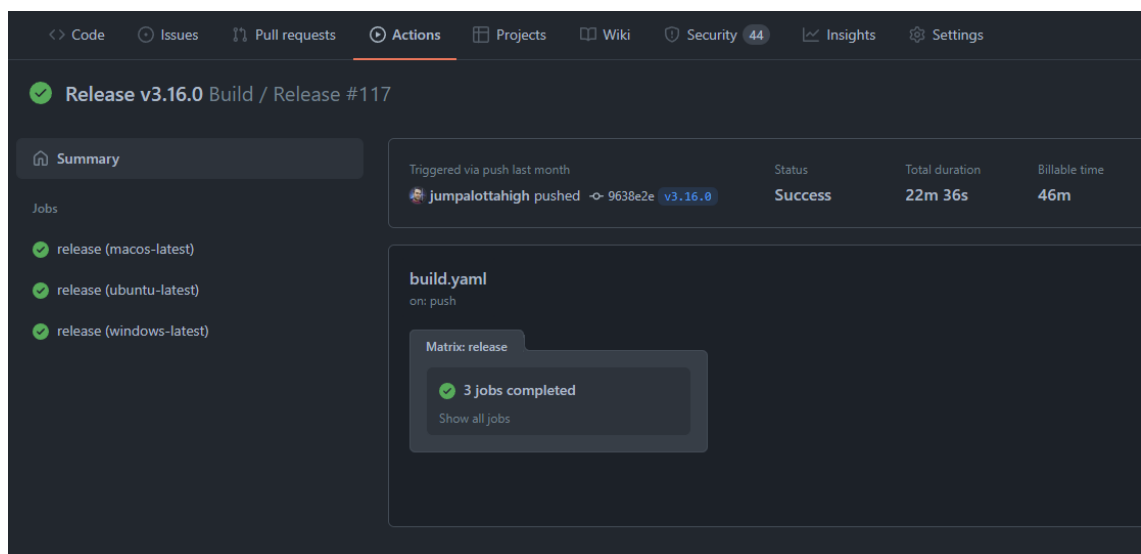 Code Issues Pull requests Actions Projects Wiki Security 44 Insights Settings
Release v3.16.0 Build / Release #117
Summary
Jobs
release (macos-latest)
release (ubuntu-latest)
release (windows-latest)
Triggered via push last month
jumpalottahigh pushed 9638e2e v3.16.0
Status
Success
Total duration
22m 36s
Billable time
46m
build.yaml
on: push
Matrix: release
3 jobs completed
Show all jobs